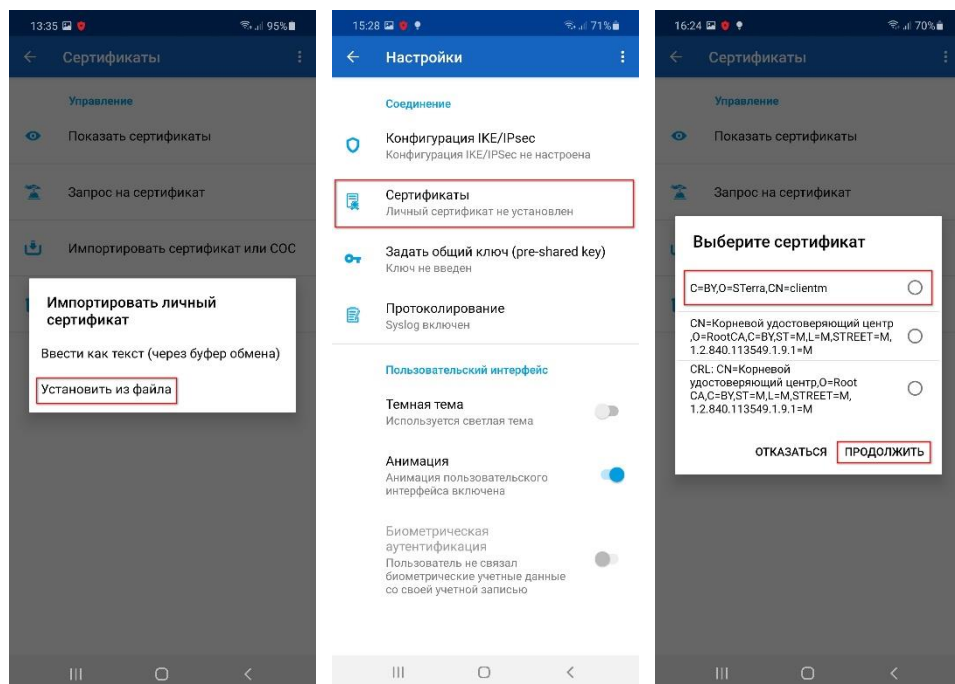 13:35
95%
Сертификаты
Управление
Показать сертификаты
Запрос на сертификат
Импортировать сертификат или СОС
Импортировать личный
сертификат
Ввести как текст (через буфер обмена)
Установить из файла
15:28
71%
Настройки
Соединение
Конфигурация IKE/IPsec
Конфигурация IKE/IPSec не настроена
Сертификаты
Личный сертификат не установлен
Задать общий ключ (pre-shared key)
Ключ не введен
Протоколирование
Syslog включен
Пользовательский интерфейс
Темная тема
Используется светлая тема
Анимация
Анимация пользовательского
интерфейса включена
Биометрическая
аутентификация
Пользователь не связал
биометрические учетные данные
со своей учетной записью
16:24
70%
Сертификаты
Управление
Показать сертификаты
Запрос на сертификат
Выберите сертификат
C=BY,O=STerra,CN=clientm
CN=Корневой удостоверяющий центр
,O=RootCA,C=BY,ST=M,L=M,STREET=M,
1.2.840.113549.1.9.1=M
CRL: CN=Корневой
удостоверяющий центр,O=Root
CA,C=BY,ST=M,L=M,STREET=M,
1.2.840.113549.1.9.1=M
ОТКАЗАТЬСЯ ПРОДОЛЖИТЬ